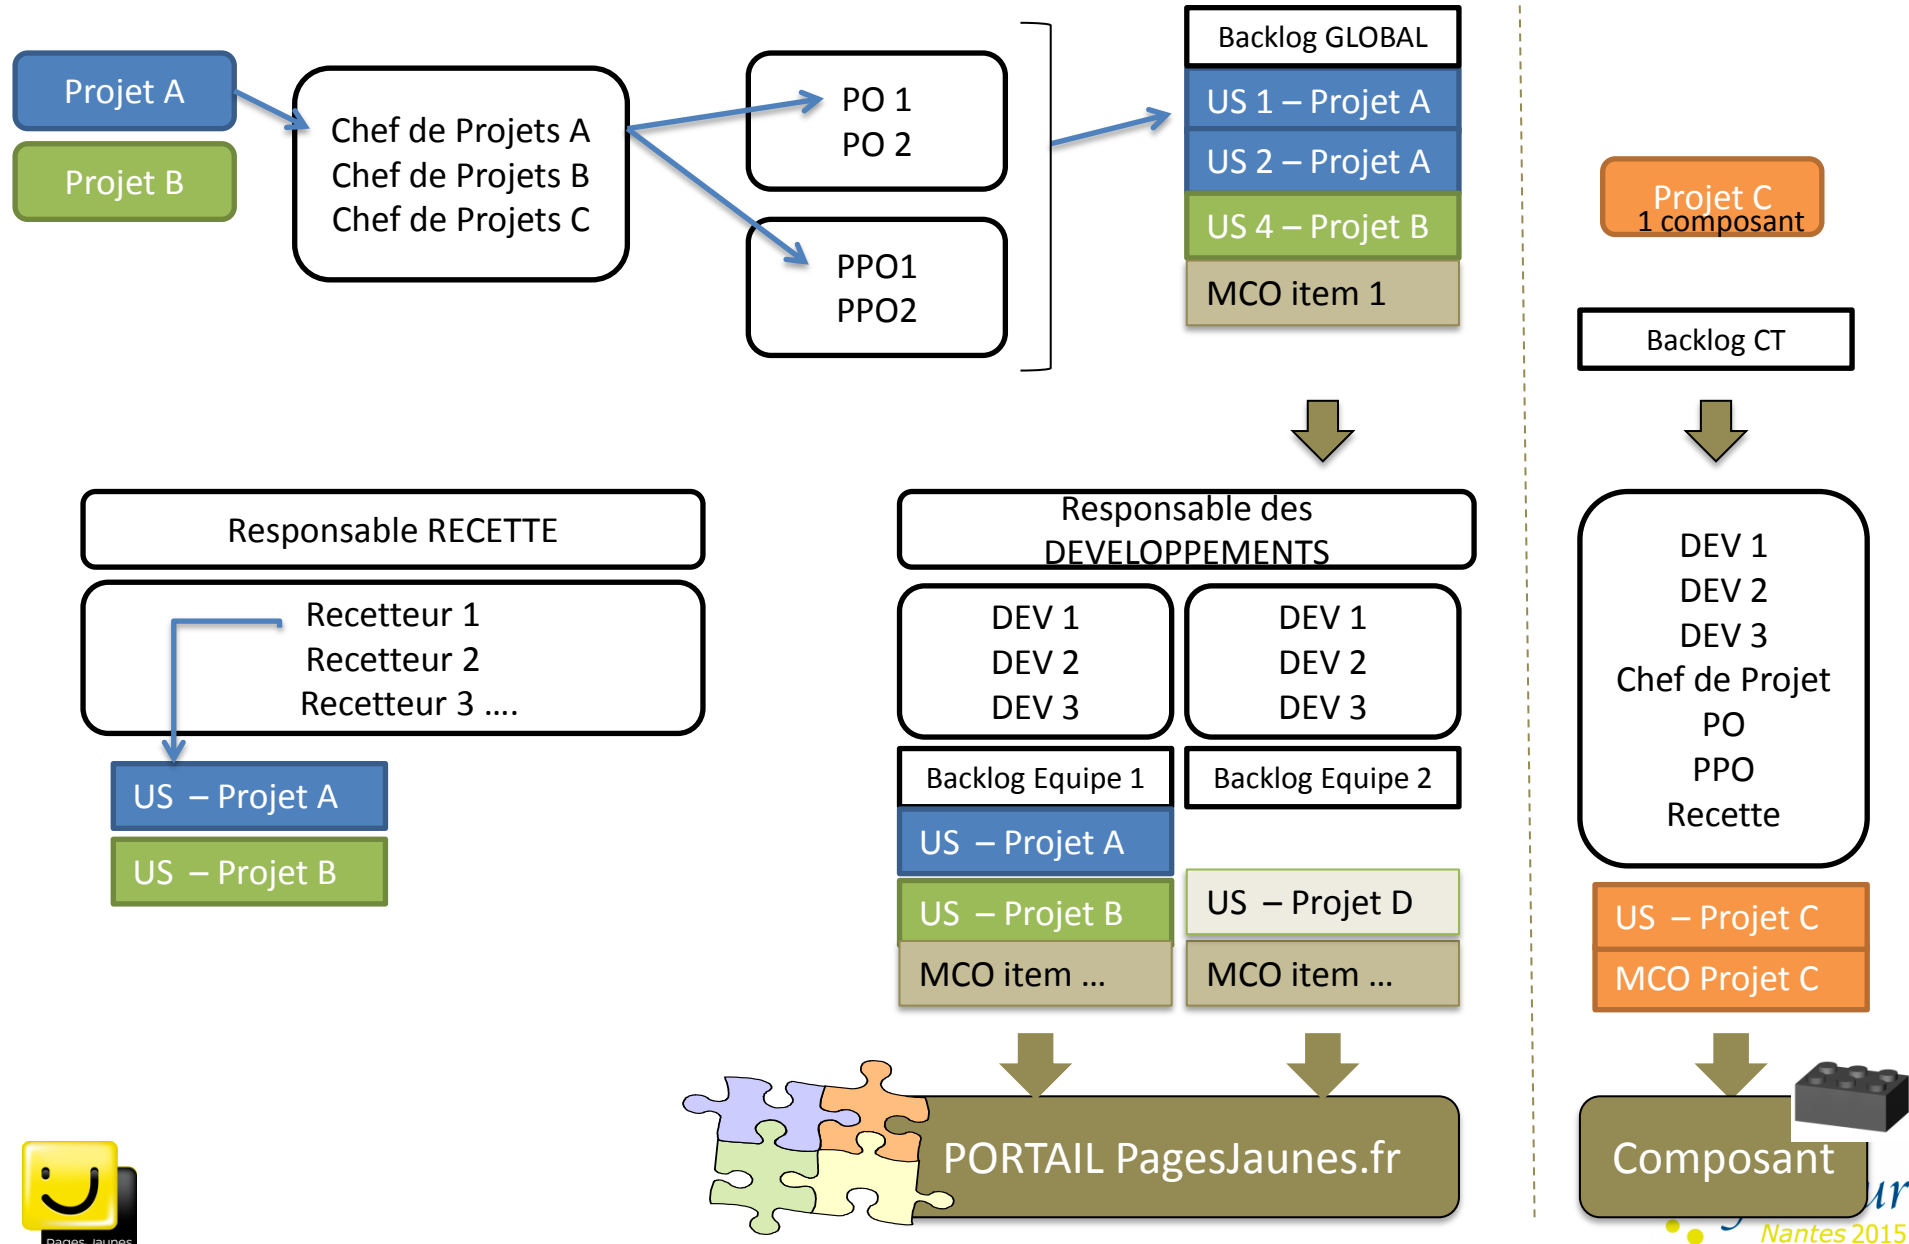 Projet A
Projet B
Chef de Projets A
Chef de Projets B
Chef de Projets C
PO 1
PO 2
PPO1
PPO2
Backlog GLOBAL
US 1 – Projet A
US 2 – Projet A
US 4 – Projet B
MCO item 1
Projet C
1 composant
Backlog CT
Responsable RECETTE
Recetteur 1
Recetteur 2
Recetteur 3 ....
US – Projet A
US – Projet B
Responsable des
DEVELOPPEMENTS
DEV 1
DEV 2
DEV 3
DEV 1
DEV 2
DEV 3
Backlog Equipe 1
US – Projet A
US – Projet B
MCO item ...
Backlog Equipe 2
US – Projet D
MCO item ...
DEV 1
DEV 2
DEV 3
Chef de Projet
PO
PPO
Recette
US – Projet C
MCO Projet C
PORTAIL PagesJaunes.fr
Composant
Pages Jaunes
Nantes 2015